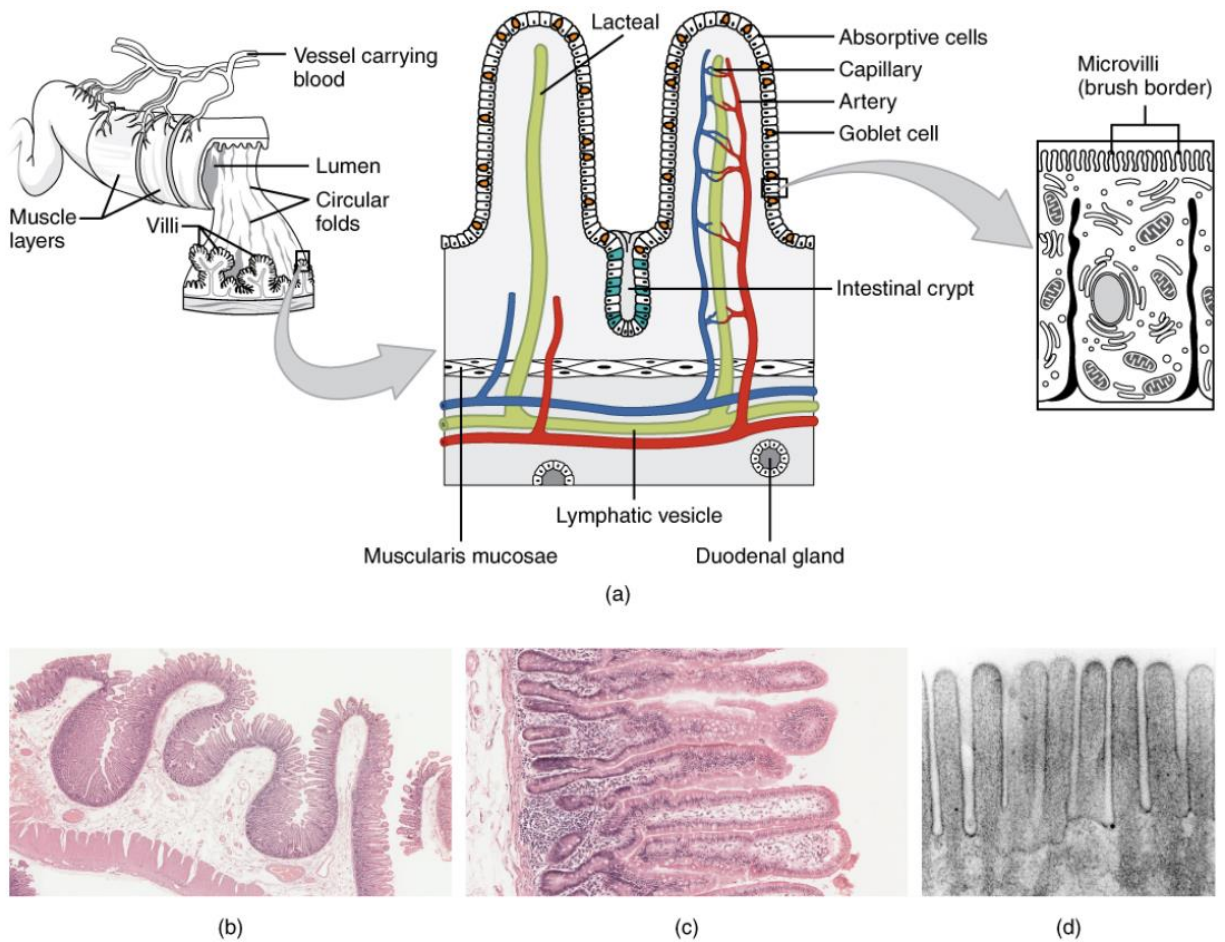 Vessel carrying
blood
Lumen
Circular
folds
Muscle
layers
Villi
Lacteal
Absorptive cells
Capillary
Artery
Goblet cell
Intestinal crypt
Lymphatic vesicle
Muscularis mucosae
Duodenal gland
Microvilli
(brush border)
(a)
(b)
(c)
(d)